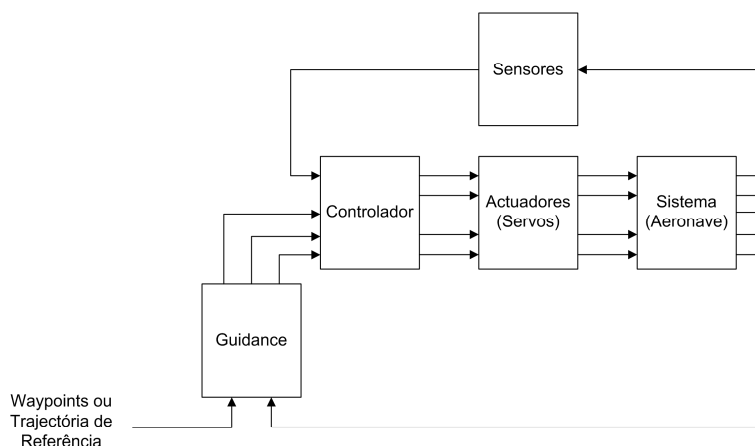 Sensores
Controlador
Actuadores
(Servos)
Sistema
(Aeronave)
Guidance
Waypoints ou
Trajectória de
Referência